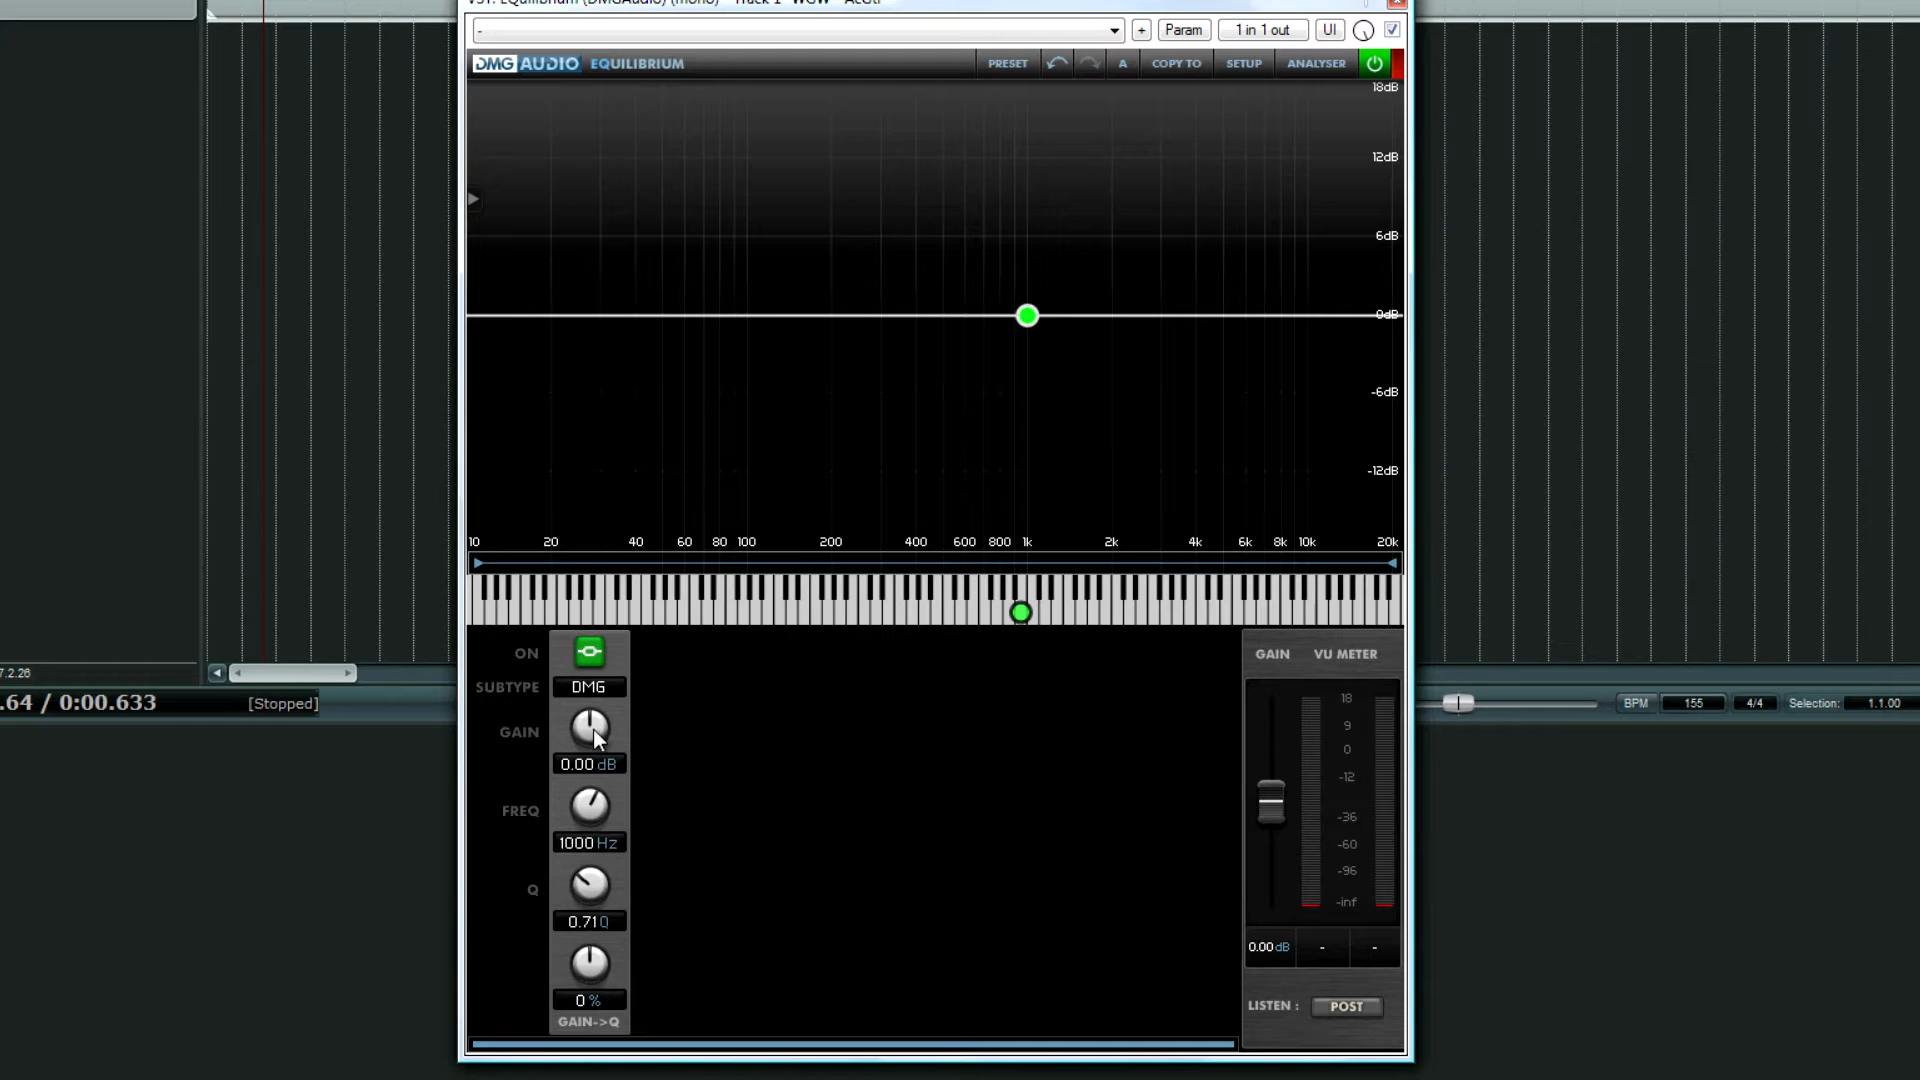 -
+
Param
1 in 1 out
UI
DMG AUDIO EQUILIBRIUM
PRESET
A
COPY TO
SETUP
ANALYSER
18dB
12dB
6dB
0dB
-6dB
-12dB
10 20 40 60 80 100 200 400 600 800 1k 2k 4k 6k 8k 10k 20k
ON
SUBTYPE DMG
GAIN
0.00 dB
FREQ
1000 Hz
Q
0.71Q
0 %
GAIN->Q
GAIN VU METER
18
9
0
-12
-36
-60
-96
-inf
0.00 dB - -
LISTEN : POST
7.2.26
.64 / 0:00.633 [Stopped]
BPM 155 4/4 Selection: 1.1.00